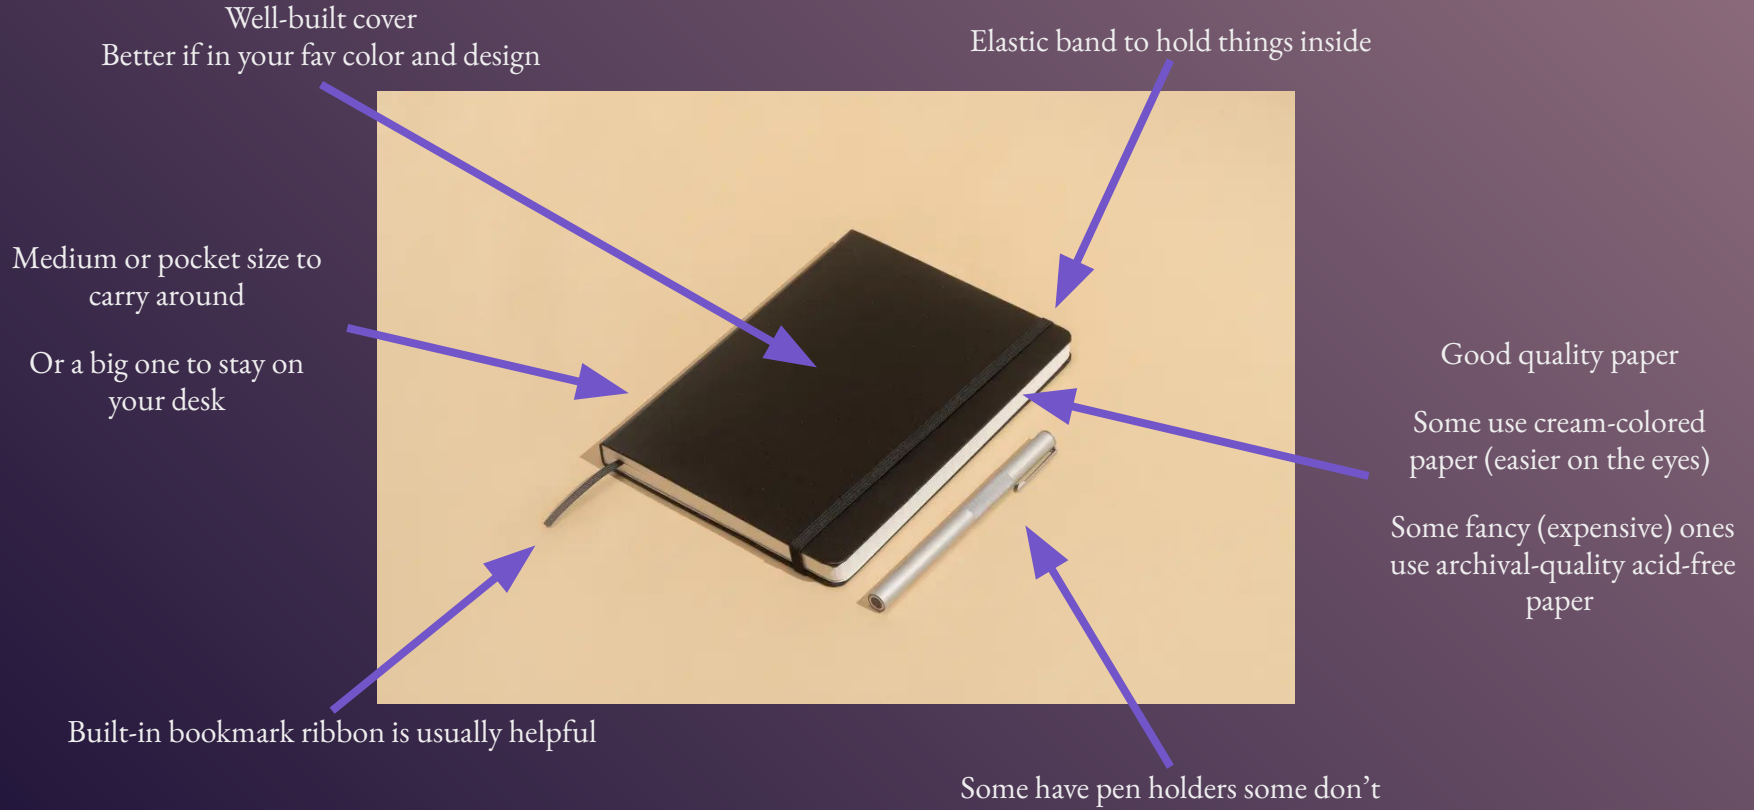 Well-built cover
Better if in your fav color and design
Elastic band to hold things inside
Medium or pocket size to
carry around
Or a big one to stay on
your desk
Good quality paper
Some use cream-colored
paper (easier on the eyes)
Some fancy (expensive) ones
use archival-quality acid-free
paper
Built-in bookmark ribbon is usually helpful
Some have pen holders some don’t